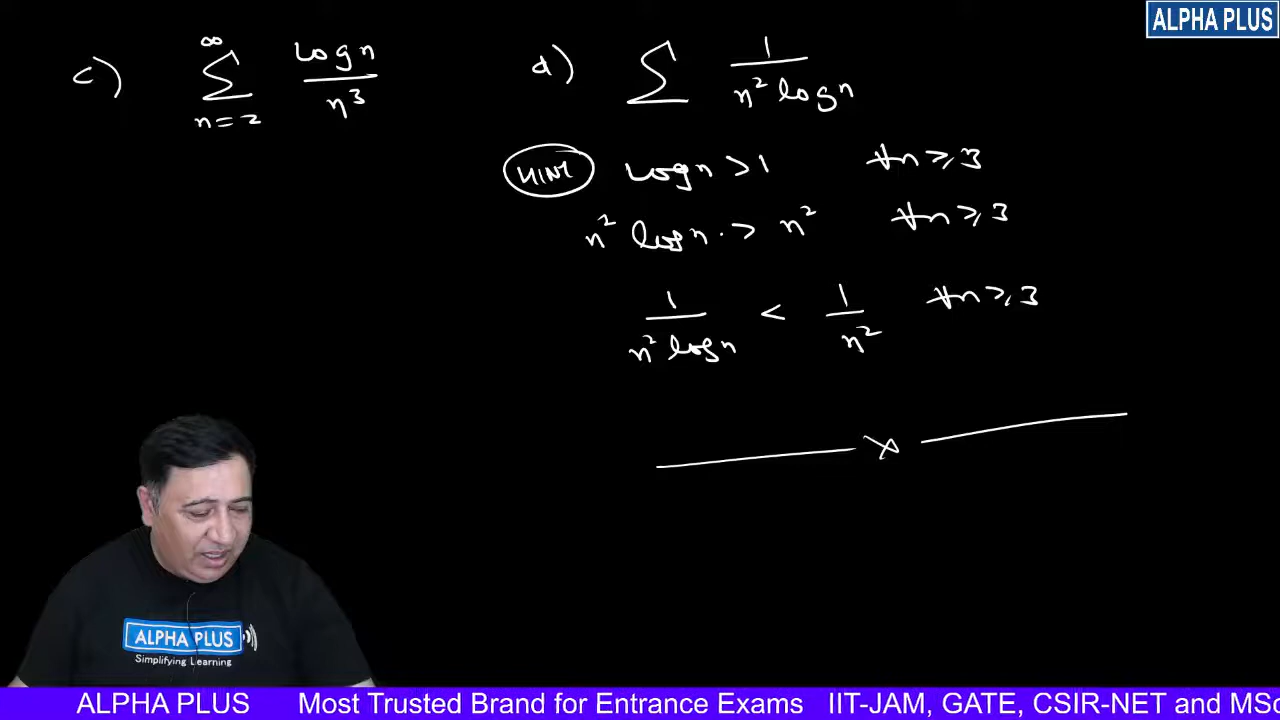 ALPHA PLUS
c) ∞ Σ n=2 log n / n³
d) Σ 1 / n² log n
HINT log n > 1 ∀n ≥ 3
n² log n > n² ∀n ≥ 3
1 / n² log n < 1 / n² ∀n ≥ 3
ALPHA PLUS
Simplifying Learning
ALPHA PLUS Most Trusted Brand for Entrance Exams IIT-JAM, GATE, CSIR-NET and MSc